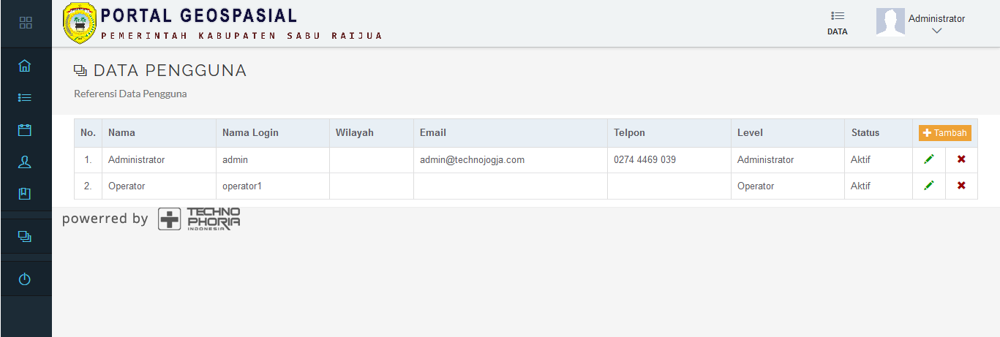 PORTAL GEOSPASIAL
PEMERINTAH KABUPATEN SABU RAIJUA
DATA
Administrator
DATA PENGGUNA
Referensi Data Pengguna
No. Nama Nama Login Wilayah Email Telpon Level Status Tambah
1. Administrator admin admin@technojogja.com 0274 4469 039 Administrator Aktif
2. Operator operator1 Operator Aktif
powerred by TECHNO PHORIA INDONESIA